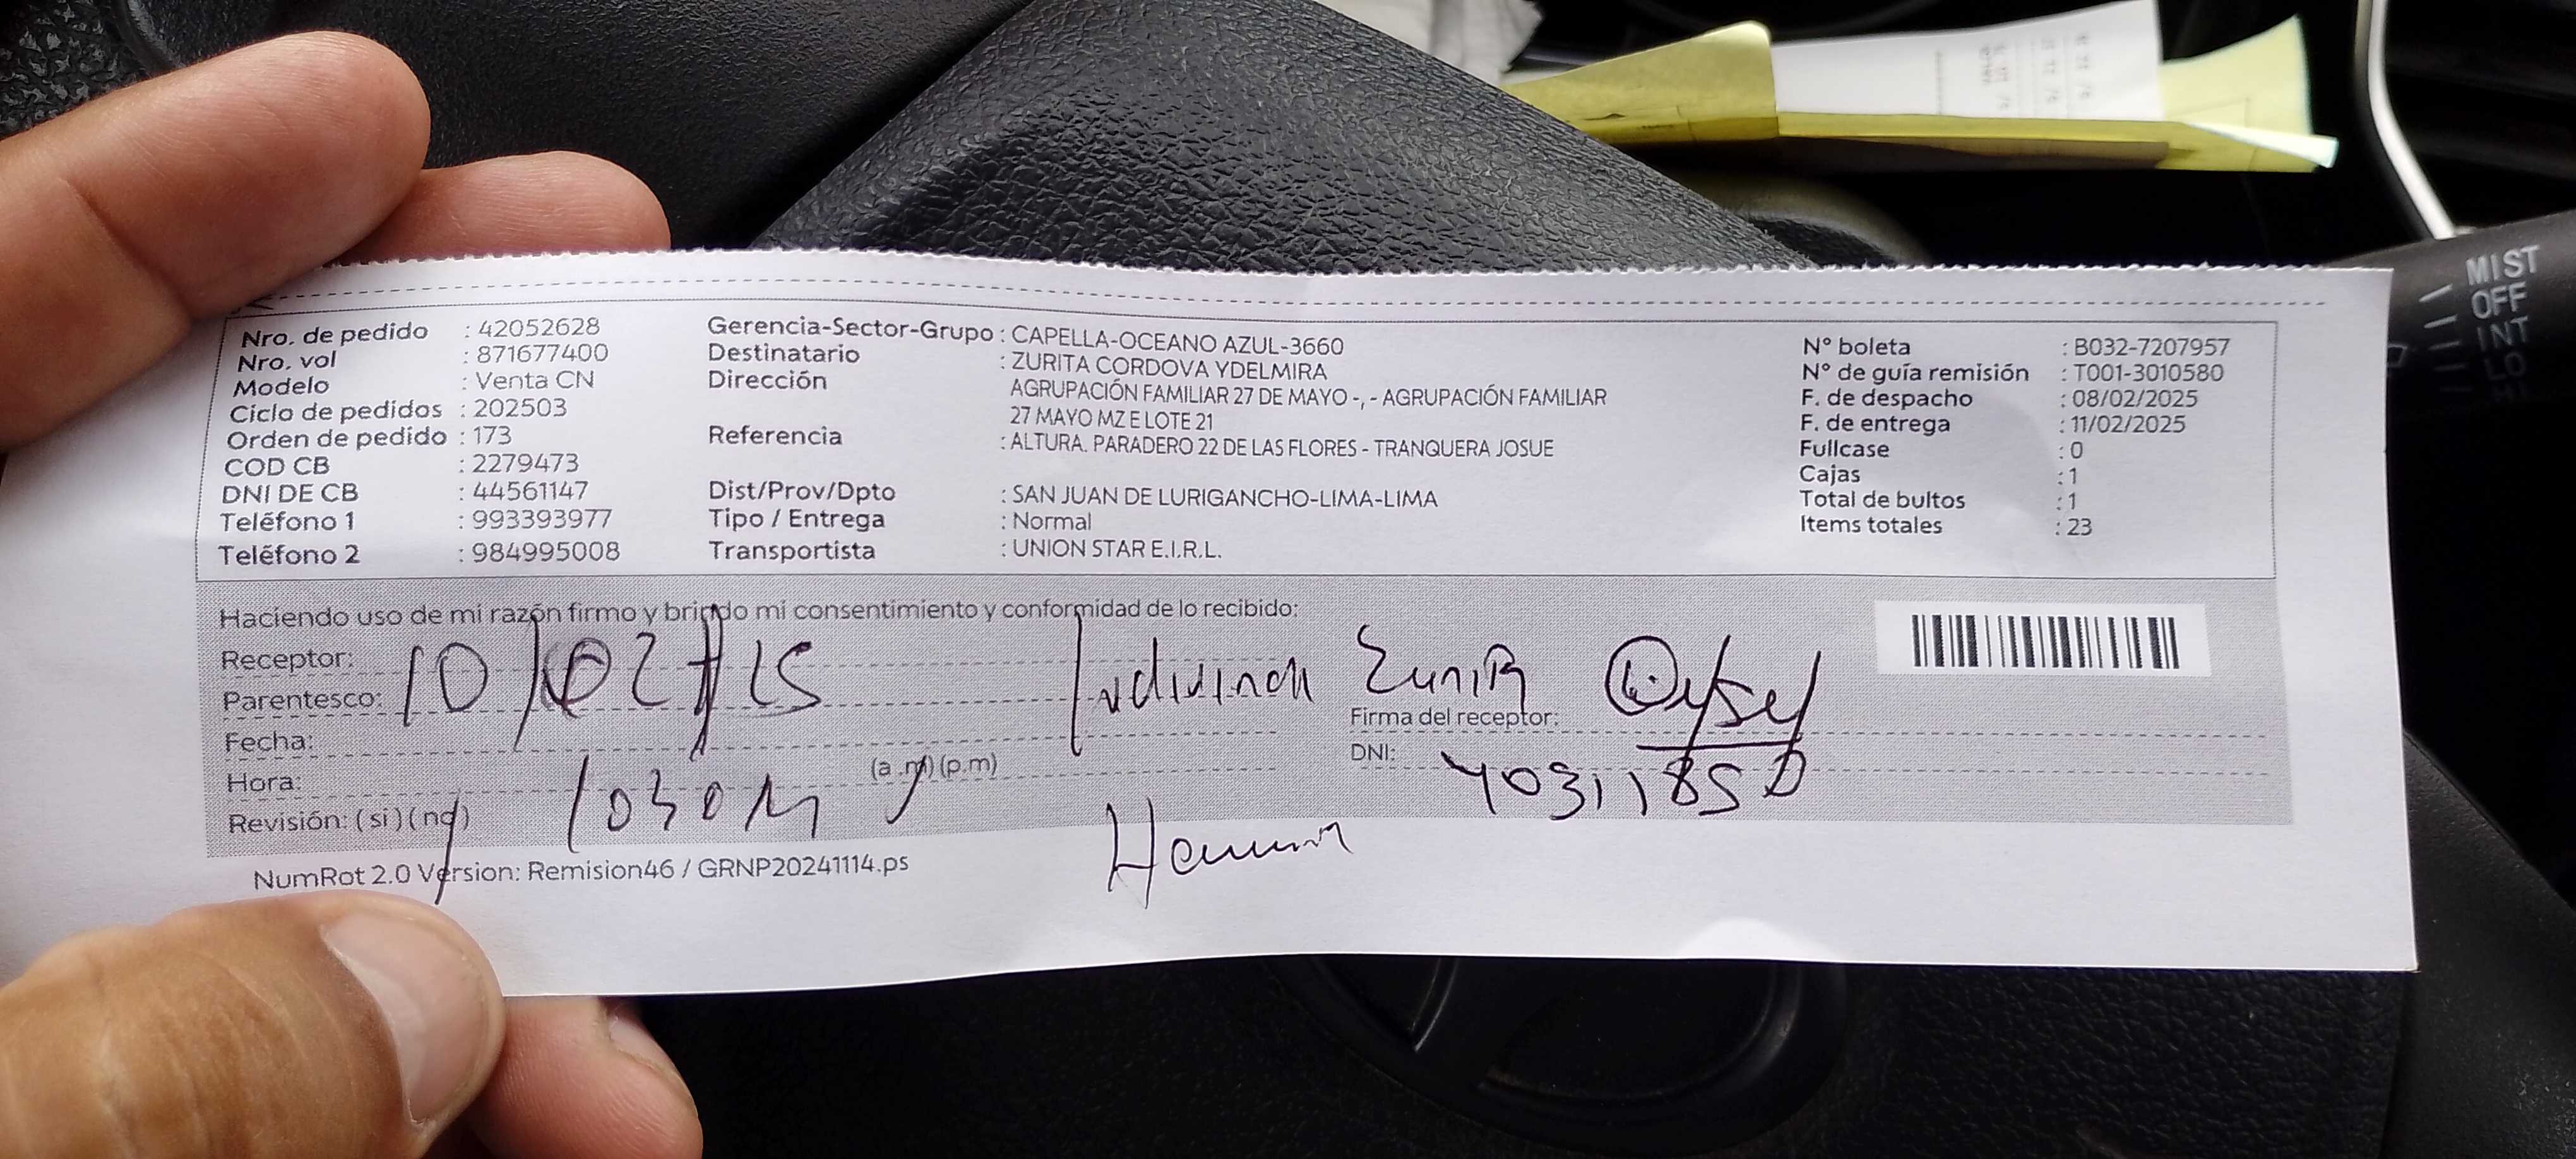 Nro. de pedido : 42052628
Nro. vol : 871677400
Modelo : Venta CN
Ciclo de pedidos : 202503
Orden de pedido : 173
COD CB : 2279473
DNI DE CB : 44561147
Teléfono 1 : 993393977
Teléfono 2 : 984995008
Gerencia-Sector-Grupo : CAPELLA-OCEANO AZUL-3660
Destinatario : ZURITA CORDOVA YDELMIRA
Dirección AGRUPACIÓN FAMILIAR 27 DE MAYO -, - AGRUPACIÓN FAMILIAR
27 MAYO MZ E LOTE 21
Referencia : ALTURA. PARADERO 22 DE LAS FLORES - TRANQUERA JOSUE
Dist/Prov/Dpto : SAN JUAN DE LURIGANCHO-LIMA-LIMA
Tipo / Entrega : Normal
Transportista : UNION STAR E.I.R.L.
N° boleta : B032-7207957
N° de guía remisión : T001-3010580
F. de despacho : 08/02/2025
F. de entrega : 11/02/2025
Fullcase : 0
Cajas : 1
Total de bultos : 1
Items totales : 23
Haciendo uso de mi razón firmo y brindo mi consentimiento y conformidad de lo recibido:
Receptor:
Parentesco: 10/02/25
Fecha:
Hora: (a.m) (p.m)
Revisión: (si) (no) 1030
Firma del receptor:
DNI: 40311850
NumRot 2.0 Version: Remision46 / GRNP20241114.ps
MIST
OFF
INT
LO